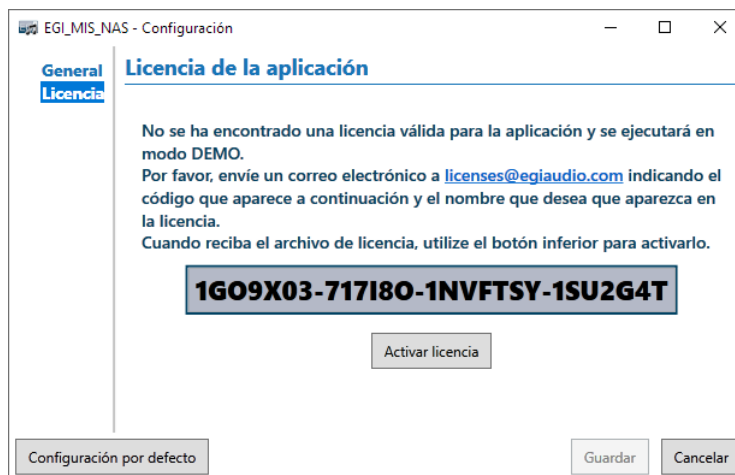 EGI_MIS_NAS - Configuración
General
Licencia
Licencia de la aplicación
No se ha encontrado una licencia válida para la aplicación y se ejecutará en
modo DEMO.
Por favor, envíe un correo electrónico a licenses@egiaudio.com indicando el
código que aparece a continuación y el nombre que desea que aparezca en
la licencia.
Cuando reciba el archivo de licencia, utilize el botón inferior para activarlo.
1GO9X03-717I8O-1NVFTSY-1SU2G4T
Activar licencia
Configuración por defecto
Guardar
Cancelar